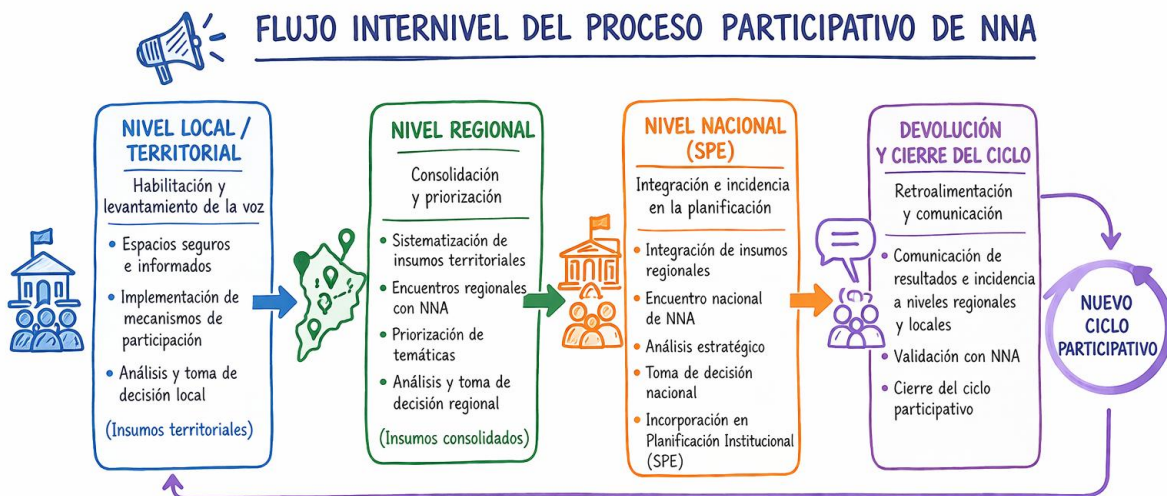 FLUJO INTERNIVEL DEL PROCESO PARTICIPATIVO DE NNA
NIVEL LOCAL /
TERRITORIAL
Habilitación y
levantamiento de la voz
• Espacios seguros
e informados
• Implementación de
mecanismos de
participación
• Análisis y toma de
decisión local
(Insumos territoriales)
NIVEL REGIONAL
Consolidación
y priorización
• Sistematización de
insumos territoriales
• Encuentros regionales
con NNA
• Priorización de
temáticas
• Análisis y toma de
decisión regional
(Insumos consolidados)
NIVEL NACIONAL
(SPE)
Integración e incidencia
en la planificación
• Integración de insumos
regionales
• Encuentro nacional
de NNA
• Análisis estratégico
• Toma de decisión
nacional
• Incorporación en
Planificación Institucional
(SPE)
DEVOLUCIÓN
Y CIERRE DEL CICLO
Retroalimentación
y comunicación
• Comunicación de
resultados e incidencia
a niveles regionales
y locales
• Validación con NNA
• Cierre del ciclo
participativo
NUEVO
CICLO
PARTICIPATIVO